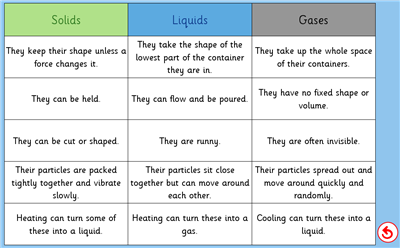 Solids
Liquids
Gases
They keep their shape unless a
force changes it.
They take the shape of the
lowest part of the container
they are in.
They take up the whole space
of their containers.
They can be held.
They can flow and be poured.
They have no fixed shape or
volume.
They can be cut or shaped.
They are runny.
They are often invisible.
Their particles are packed
tightly together and vibrate
slowly.
Their particles sit close
together but can move around
each other.
Their particles spread out and
move around quickly and
randomly.
Heating can turn some of
these into a liquid.
Heating can turn these into a
gas.
Cooling can turn these into a
liquid.